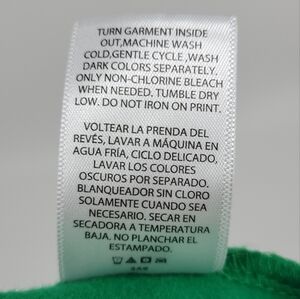 TURN GARMENT INSIDE
OUT,MACHINE WASH
COLD,GENTLE CYCLE ,WASH
DARK COLORS SEPARATELY.
ONLY NON-CHLORINE BLEACH
WHEN NEEDED. TUMBLE DRY
LOW. DO NOT IRON ON PRINT.
VOLTEAR LA PRENDA DEL
REVÉS, LAVAR A MÁQUINA EN
AGUA FRÍA, CICLO DELICADO,
LAVAR LOS COLORES
OSCUROS POR SEPARADO.
BLANQUEADOR SIN CLORO
SOLAMENTE CUANDO SEA
NECESARIO. SECAR EN
SECADORA A TEMPERATURA
BAJA. NO PLANCHAR EL
ESTAMPADO.